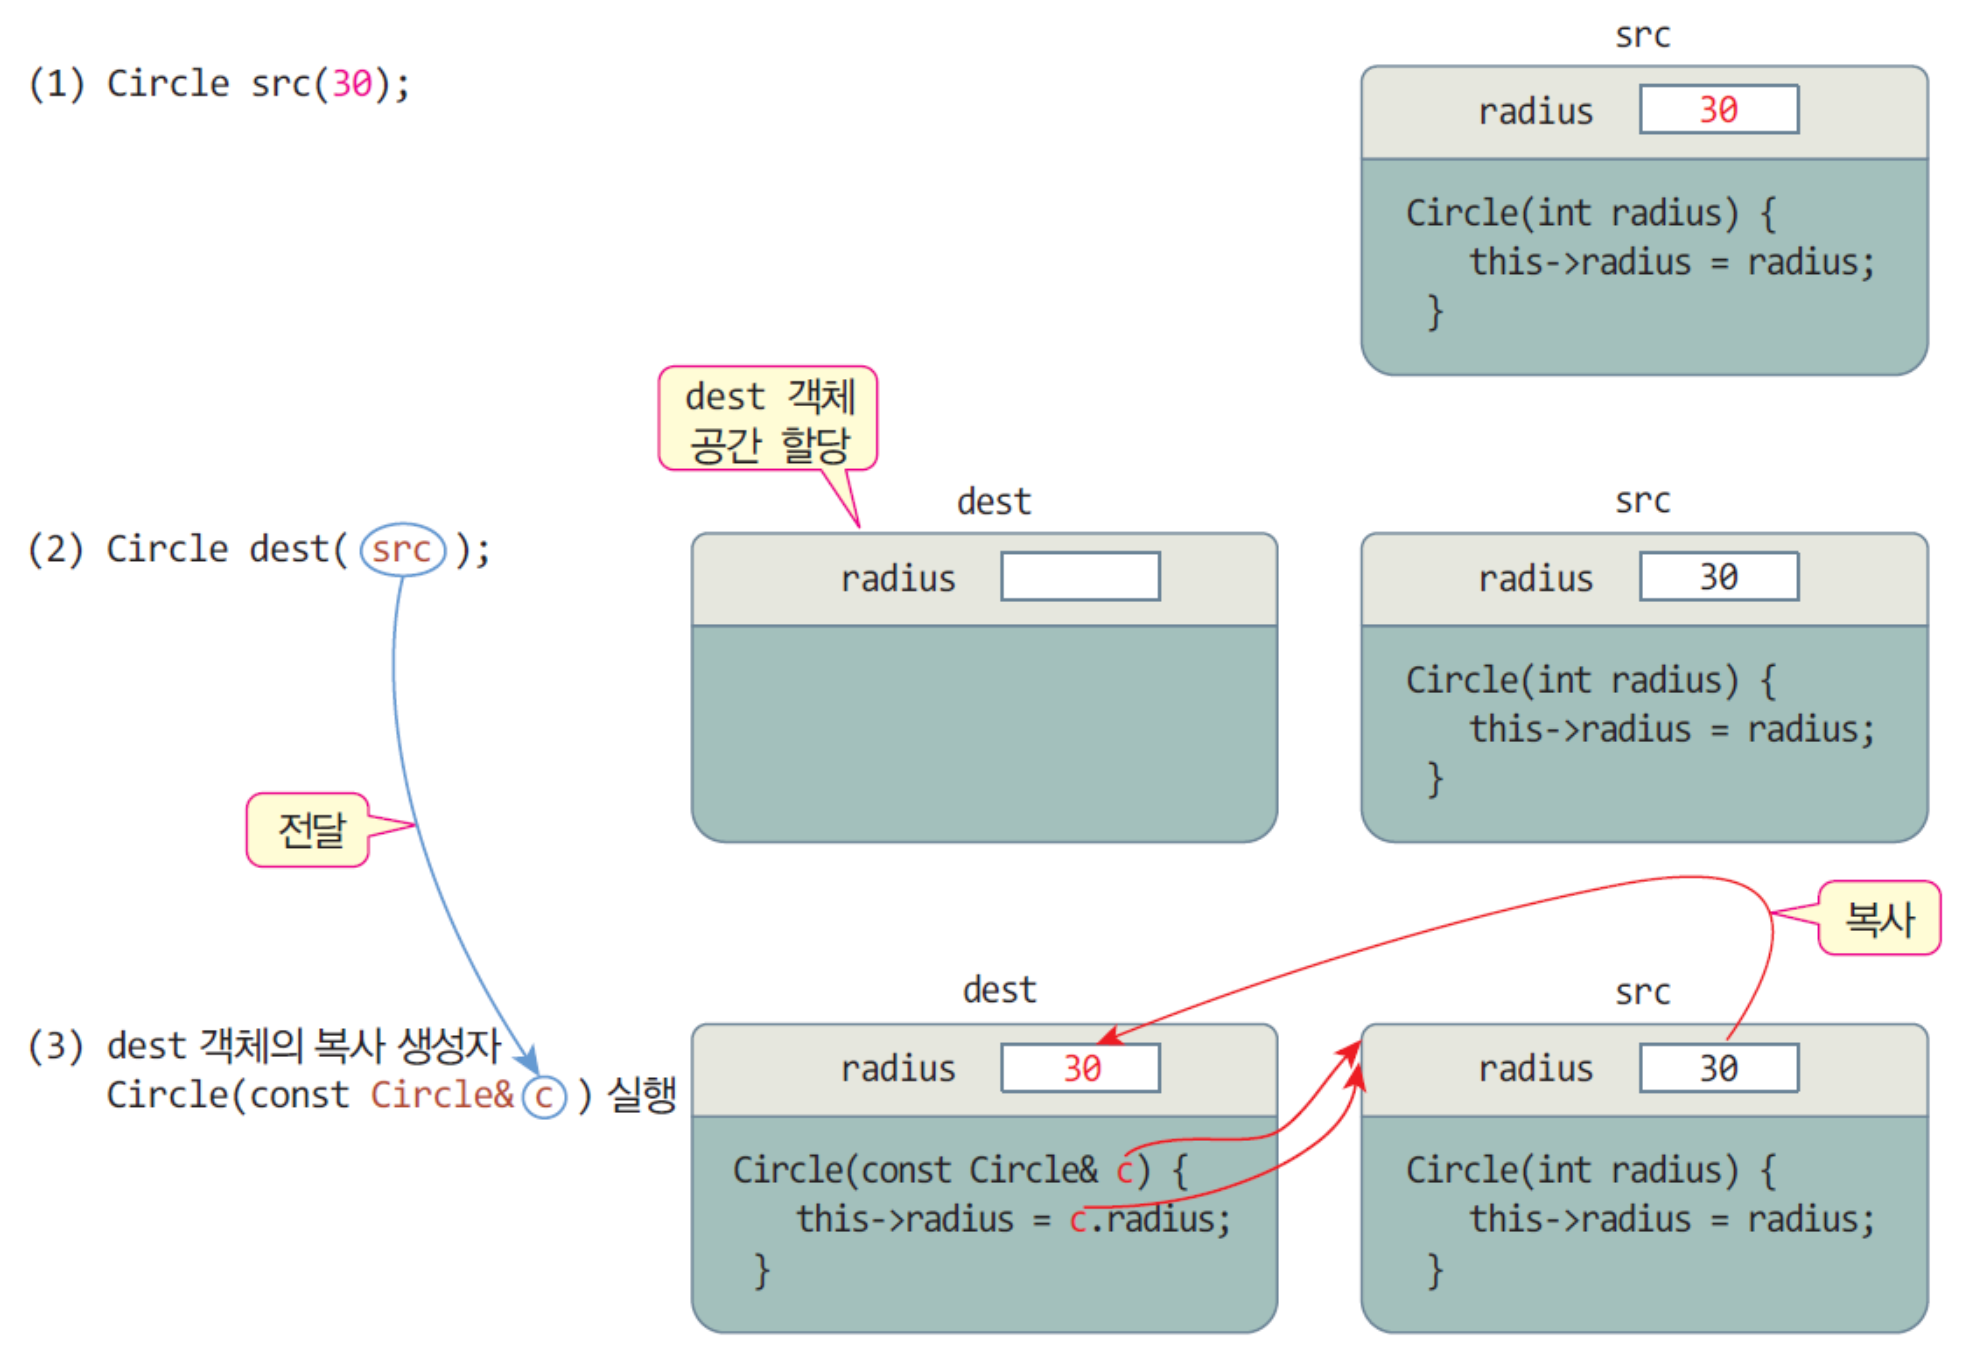 src
(1) Circle src(30);
radius 30
Circle(int radius) {
this->radius = radius;
}
dest 객체
공간 할당
dest
src
(2) Circle dest( src );
radius
radius 30
Circle(int radius) {
this->radius = radius;
}
전달
복사
dest
src
(3) dest 객체의 복사 생성자
Circle(const Circle& c ) 실행
radius 30
radius 30
Circle(const Circle& c) {
this->radius = c.radius;
}
Circle(int radius) {
this->radius = radius;
}